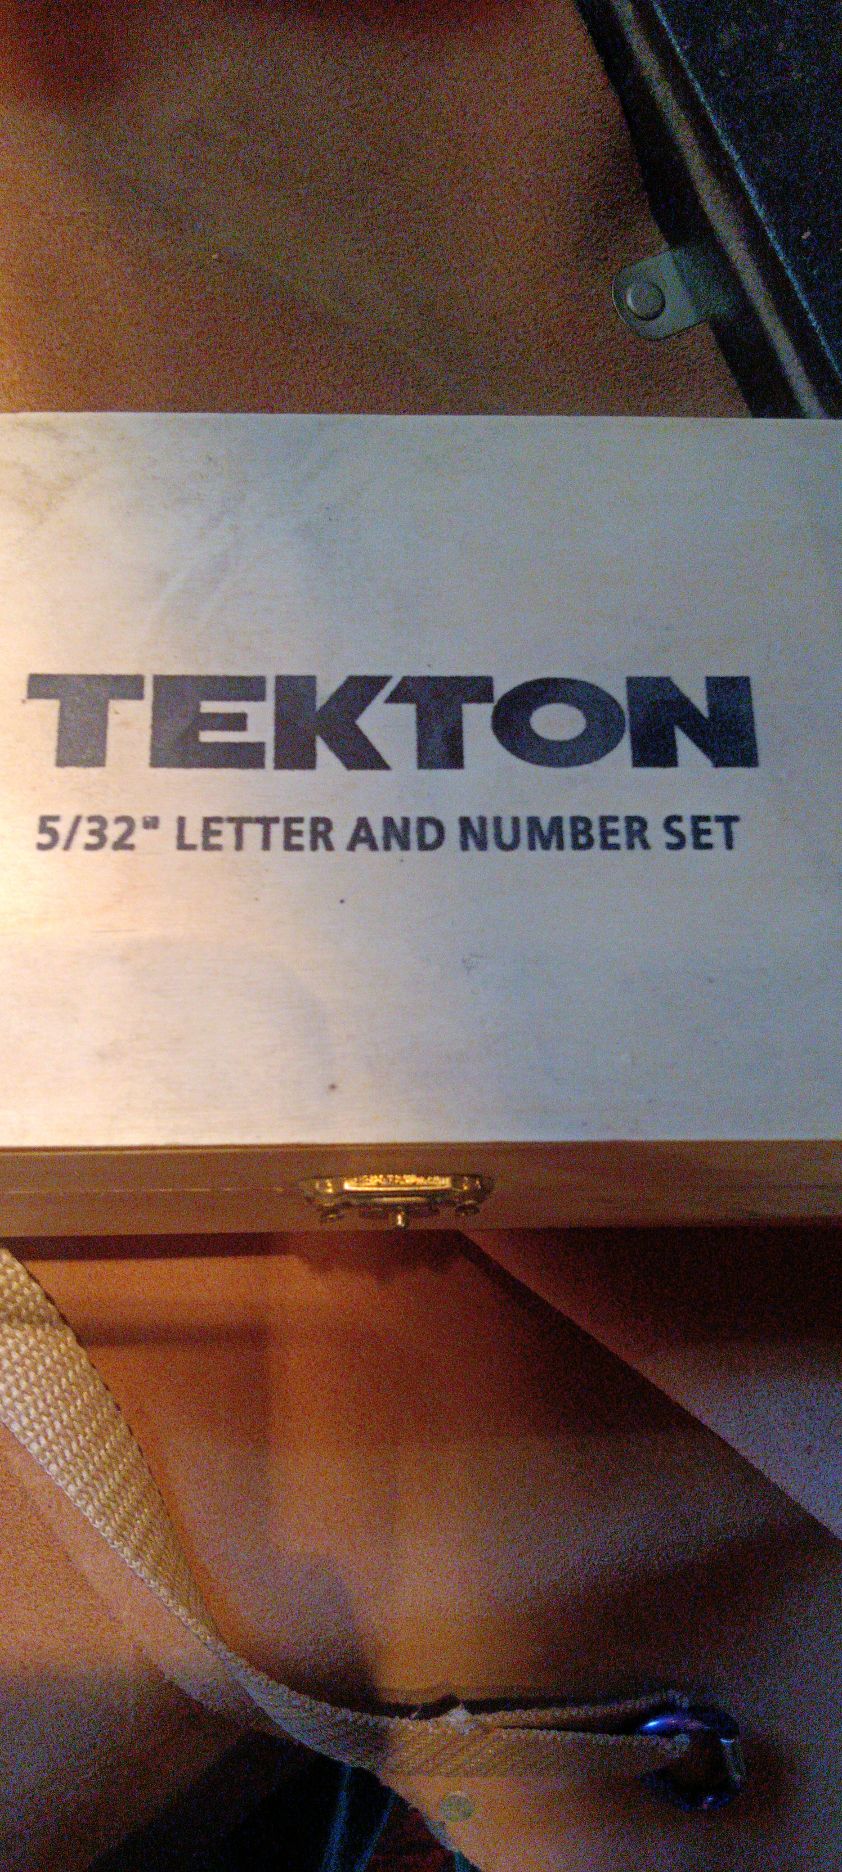 TEKTON
5/32" LETTER AND NUMBER SET